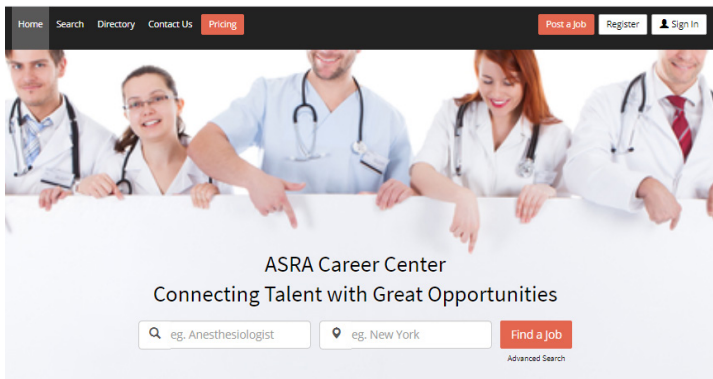 Home Search Directory Contact Us Pricing Post a Job Register Sign In
ASRA Career Center
Connecting Talent with Great Opportunities
eg. Anesthesiologist eg. New York Find a Job
Advanced Search